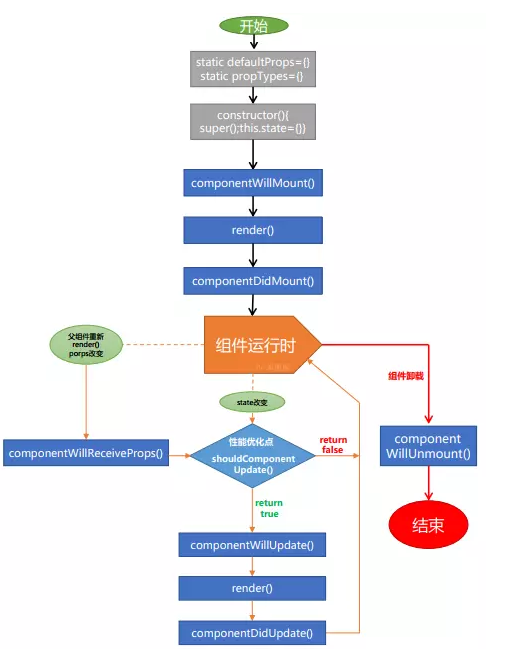 开始
static defaultProps={}
static propTypes={}
constructor(){
super();this.state={}}
componentWillMount()
render()
componentDidMount()
组件运行时
父组件重新
render()
porps改变
组件卸载
state改变
componentWillReceiveProps()
性能优化点
shouldComponent
Update()
return
false
component
WillUnmount()
return
true
结束
componentWillUpdate()
render()
componentDidUpdate()